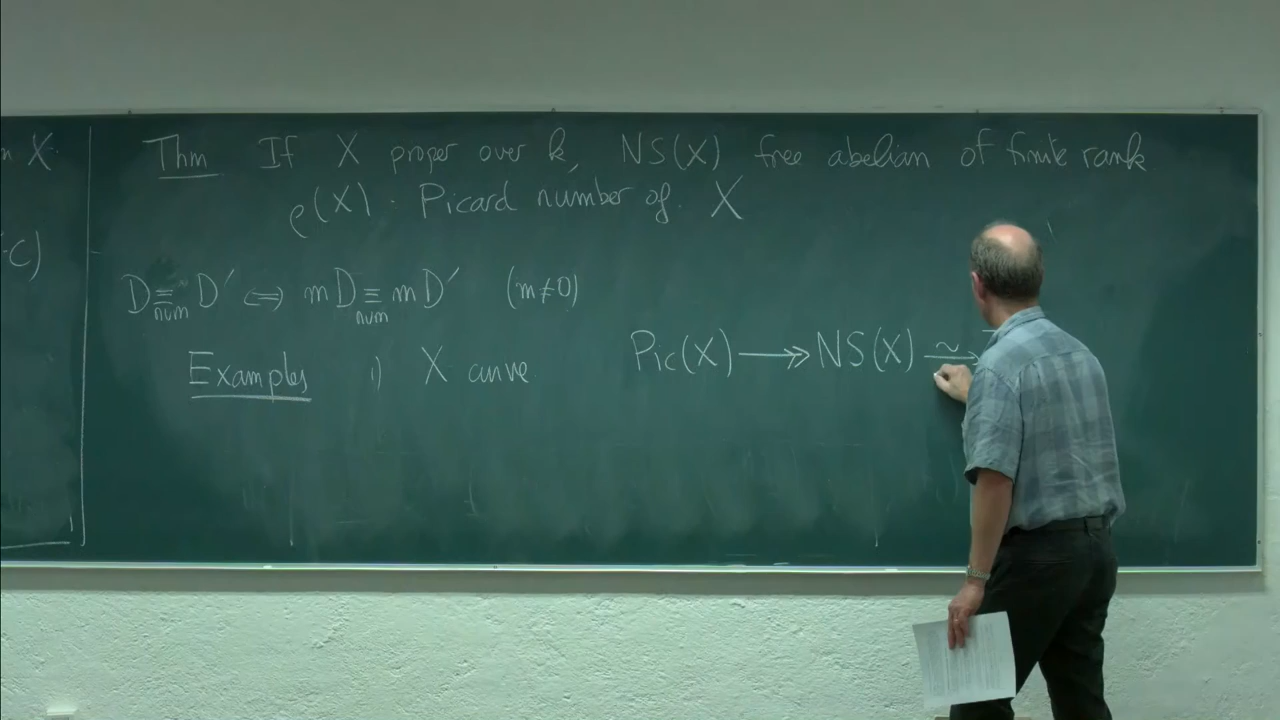 n X
·C)
Thm If X proper over k, NS(X) free abelian of finite rank
ρ(X) · Picard number of. X
D ≡num D′ ⟺ mD ≡num mD′ (m≠0)
Examples 1) X curve. Pic(X) ↠ NS(X) ⥲